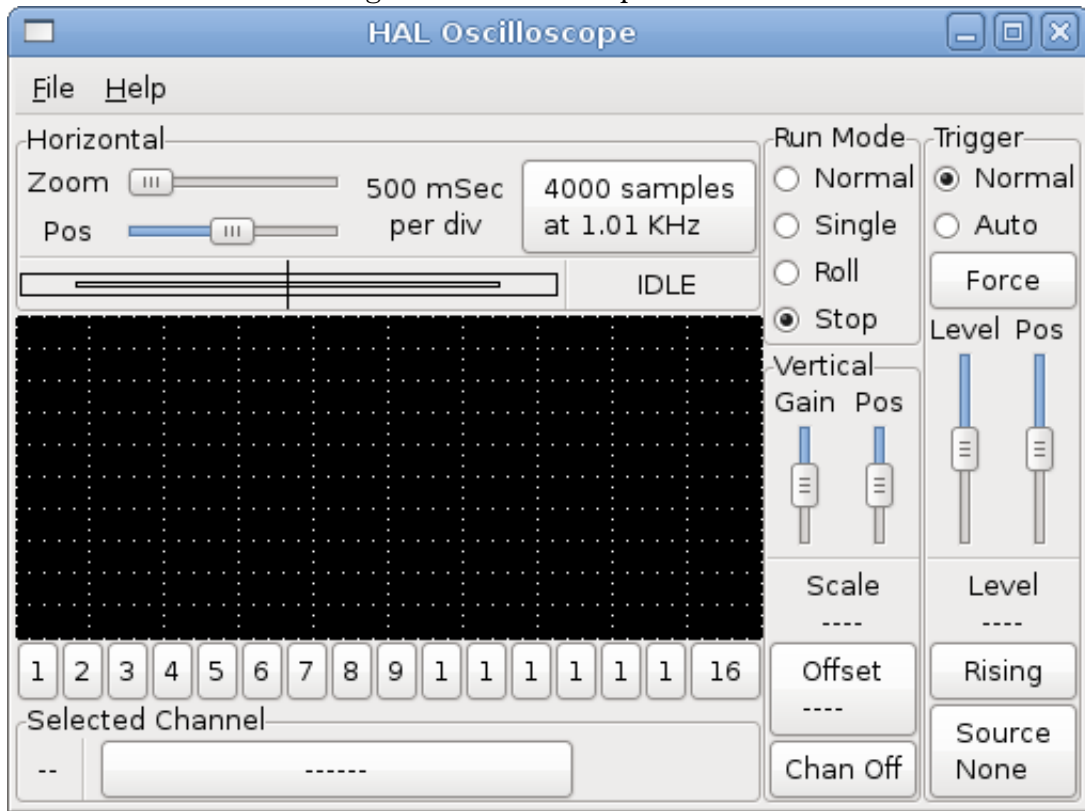 HAL Oscilloscope
File Help
Horizontal
Zoom
Pos
500 mSec
per div
4000 samples
at 1.01 KHz
IDLE
Run Mode
Normal
Single
Roll
Stop
Trigger
Normal
Auto
Force
Level Pos
Vertical
Gain Pos
Scale
----
Level
----
1 2 3 4 5 6 7 8 9 1 1 1 1 1 1 16
Offset
----
Rising
Selected Channel
-- ------
Chan Off
Source
None